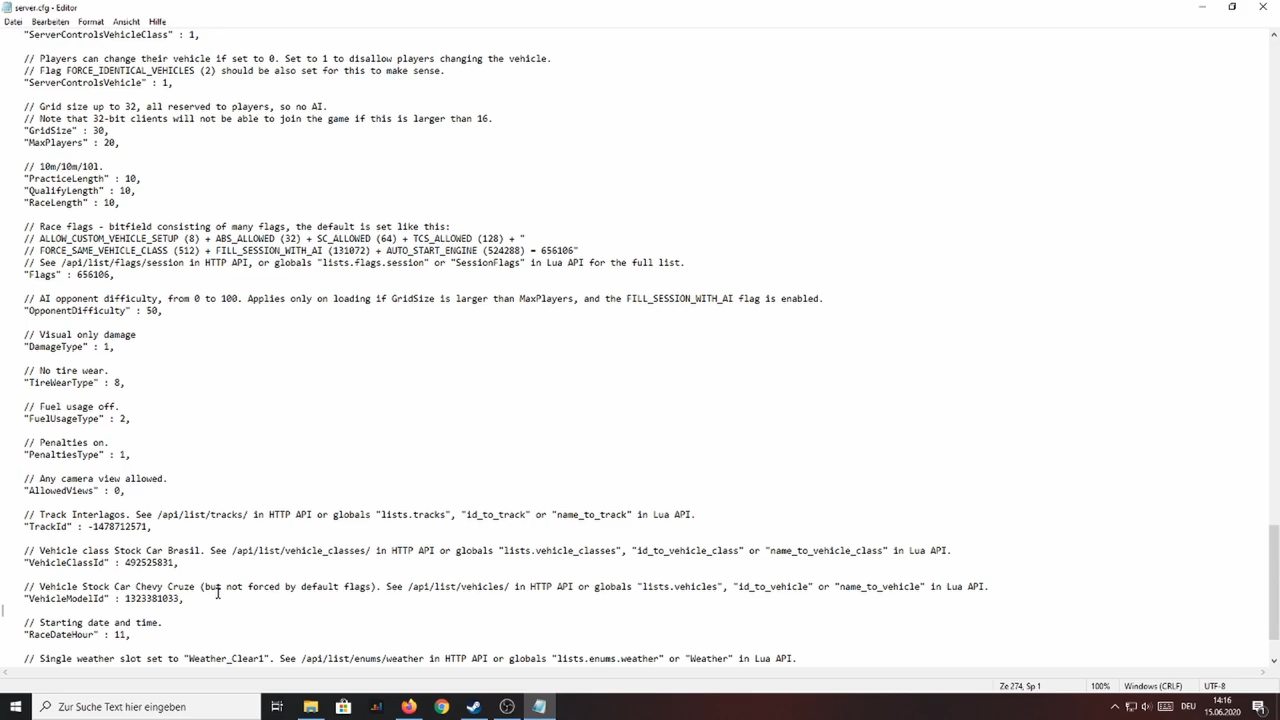 server.cfg - Editor
Datei Bearbeiten Format Ansicht Hilfe
"ServerControlsVehicleClass" : 1,
// Players can change their vehicle if set to 0. Set to 1 to disallow players changing the vehicle.
// Flag FORCE_IDENTICAL_VEHICLES (2) should be also set for this to make sense.
"ServerControlsVehicle" : 1,
// Grid size up to 32, all reserved to players, so no AI.
// Note that 32-bit clients will not be able to join the game if this is larger than 16.
"GridSize" : 30,
"MaxPlayers" : 20,
// 10m/10m/10l.
"PracticeLength" : 10,
"QualifyLength" : 10,
"RaceLength" : 10,
// Race flags - bitfield consisting of many flags, the default is set like this:
// ALLOW_CUSTOM_VEHICLE_SETUP (8) + ABS_ALLOWED (32) + SC_ALLOWED (64) + TCS_ALLOWED (128) + "
// FORCE_SAME_VEHICLE_CLASS (512) + FILL_SESSION_WITH_AI (131072) + AUTO_START_ENGINE (524288) = 656106"
// See /api/list/flags/session in HTTP API, or globals "lists.flags.session" or "SessionFlags" in Lua API for the full list.
"Flags" : 656106,
// AI opponent difficulty, from 0 to 100. Applies only on loading if GridSize is larger than MaxPlayers, and the FILL_SESSION_WITH_AI flag is enabled.
"OpponentDifficulty" : 50,
// Visual only damage
"DamageType" : 1,
// No tire wear.
"TireWearType" : 8,
// Fuel usage off.
"FuelUsageType" : 2,
// Penalties on.
"PenaltiesType" : 1,
// Any camera view allowed.
"AllowedViews" : 0,
// Track Interlagos. See /api/list/tracks/ in HTTP API or globals "lists.tracks", "id_to_track" or "name_to_track" in Lua API.
"TrackId" : -1478712571,
// Vehicle class Stock Car Brasil. See /api/list/vehicle_classes/ in HTTP API or globals "lists.vehicle_classes", "id_to_vehicle_class" or "name_to_vehicle_class" in Lua API.
"VehicleClassId" : 492525831,
// Vehicle Stock Car Chevy Cruze (but not forced by default flags). See /api/list/vehicles/ in HTTP API or globals "lists.vehicles", "id_to_vehicle" or "name_to_vehicle" in Lua API.
"VehicleModelId" : 1323381033,
// Starting date and time.
"RaceDateHour" : 11,
// Single weather slot set to "Weather_Clear1". See /api/list/enums/weather in HTTP API or globals "lists.enums.weather" or "Weather" in Lua API.
Ze 274, Sp 1 100% Windows (CRLF) UTF-8
Zur Suche Text hier eingeben
DEU
14:16
15.06.2020
1